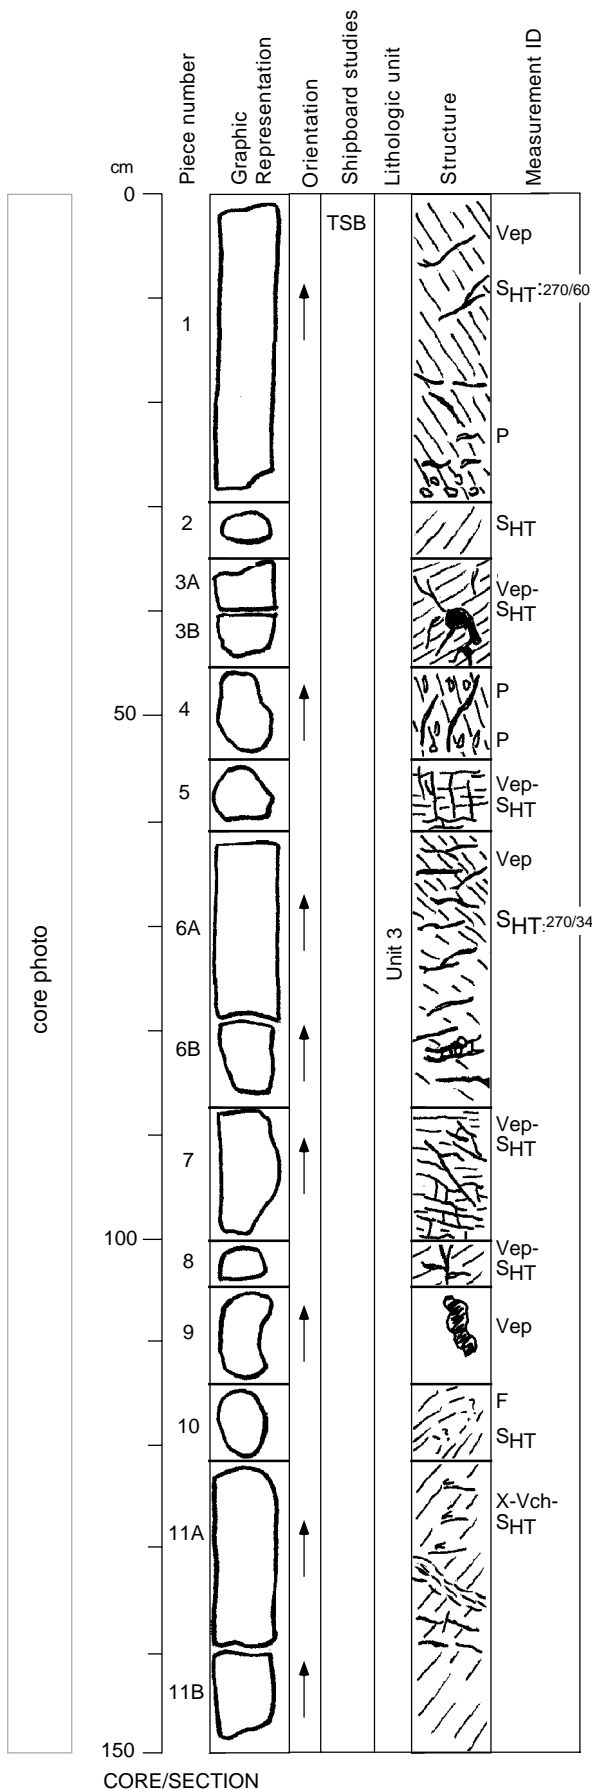 cm
Piece number
Graphic
Representation
Orientation
Shipboard studies
Lithologic unit
Structure
Measurement ID
0
TSB
Vep
SHT:270/60
1
P
2
SHT
3A
Vep-
SHT
3B
P
50
4
P
5
Vep-
SHT
Vep
6A
SHT:270/34
Unit 3
core photo
6B
Vep-
SHT
7
100
8
Vep-
SHT
9
Vep
F
10
SHT
X-Vch-
SHT
11A
11B
150
CORE/SECTION